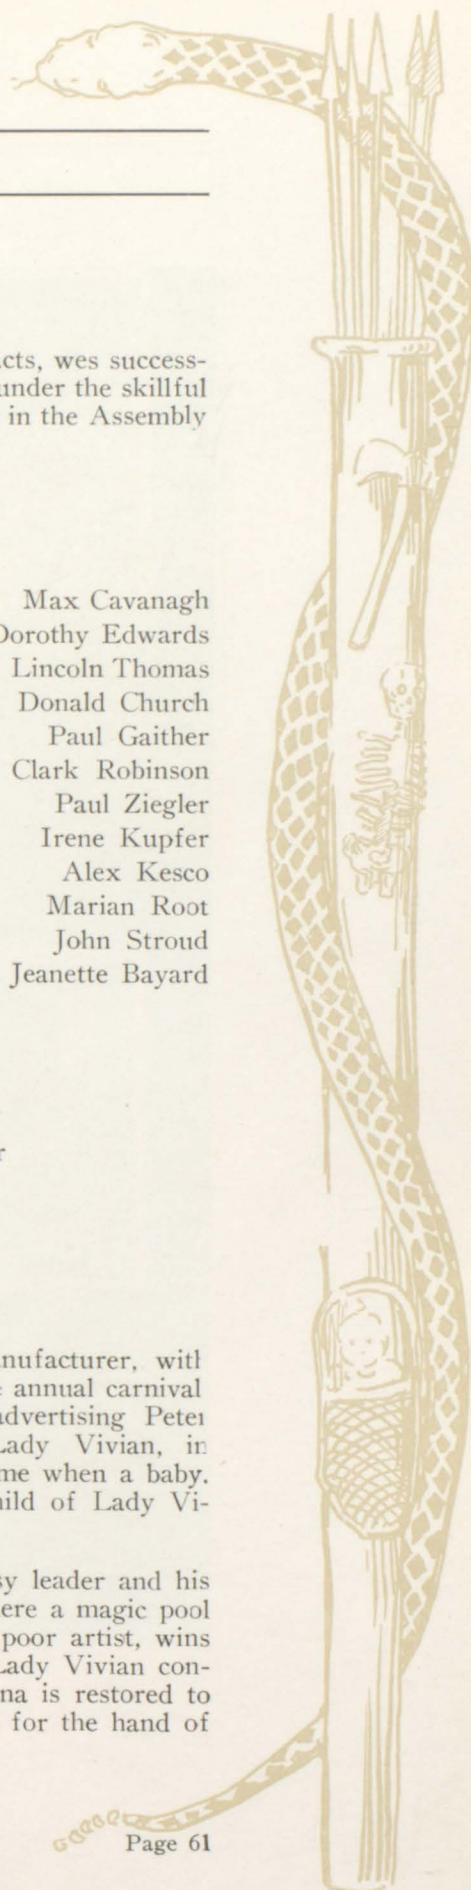 cts, wes success-
under the skillful
in the Assembly
Max Cavanagh
Dorothy Edwards
Lincoln Thomas
Donald Church
Paul Gaither
Clark Robinson
Paul Ziegler
Irene Kupfer
Alex Kesco
Marian Root
John Stroud
Jeanette Bayard
r
nufacturer, with
annual carnival
advertising Peter
Lady Vivian, in
me when a baby.
hild of Lady Vi-
sy leader and his
ere a magic pool
poor artist, wins
Lady Vivian con-
na is restored to
for the hand of
Page 61